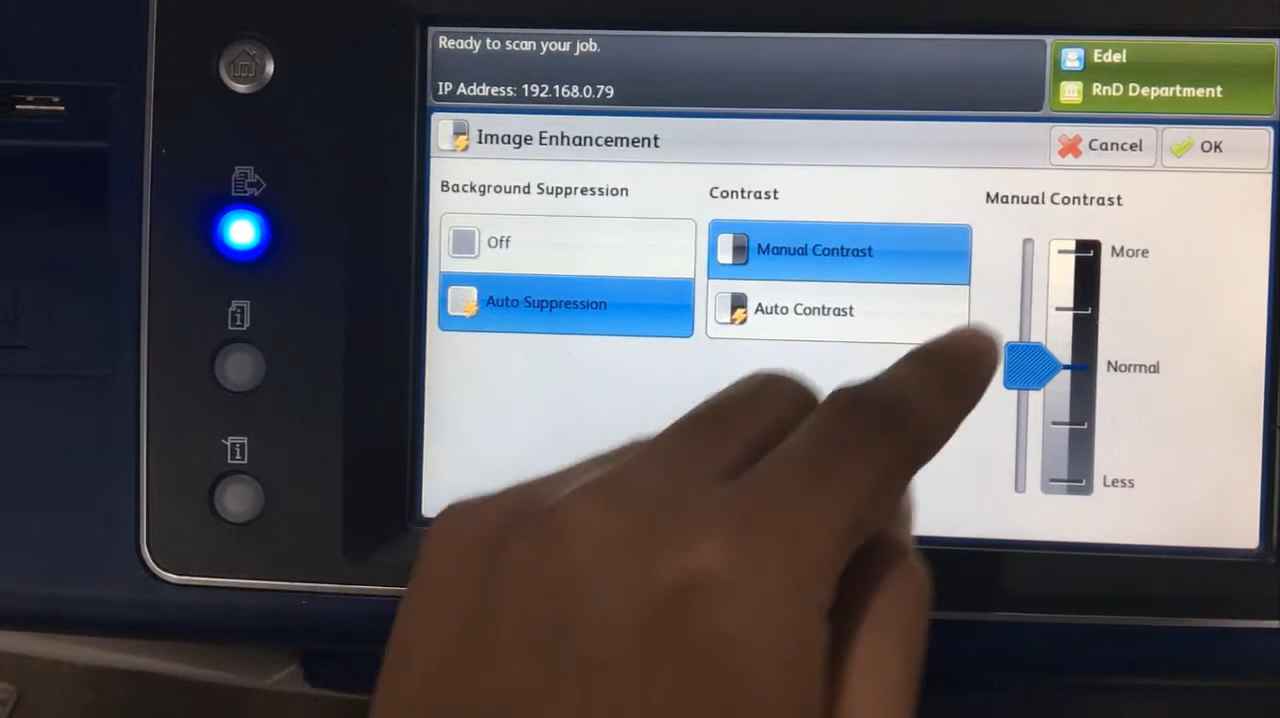 Ready to scan your job.
IP Address: 192.168.0.79
Edel
RnD Department
Image Enhancement
Cancel
OK
Background Suppression
Off
Auto Suppression
Contrast
Manual Contrast
Auto Contrast
Manual Contrast
More
Normal
Less